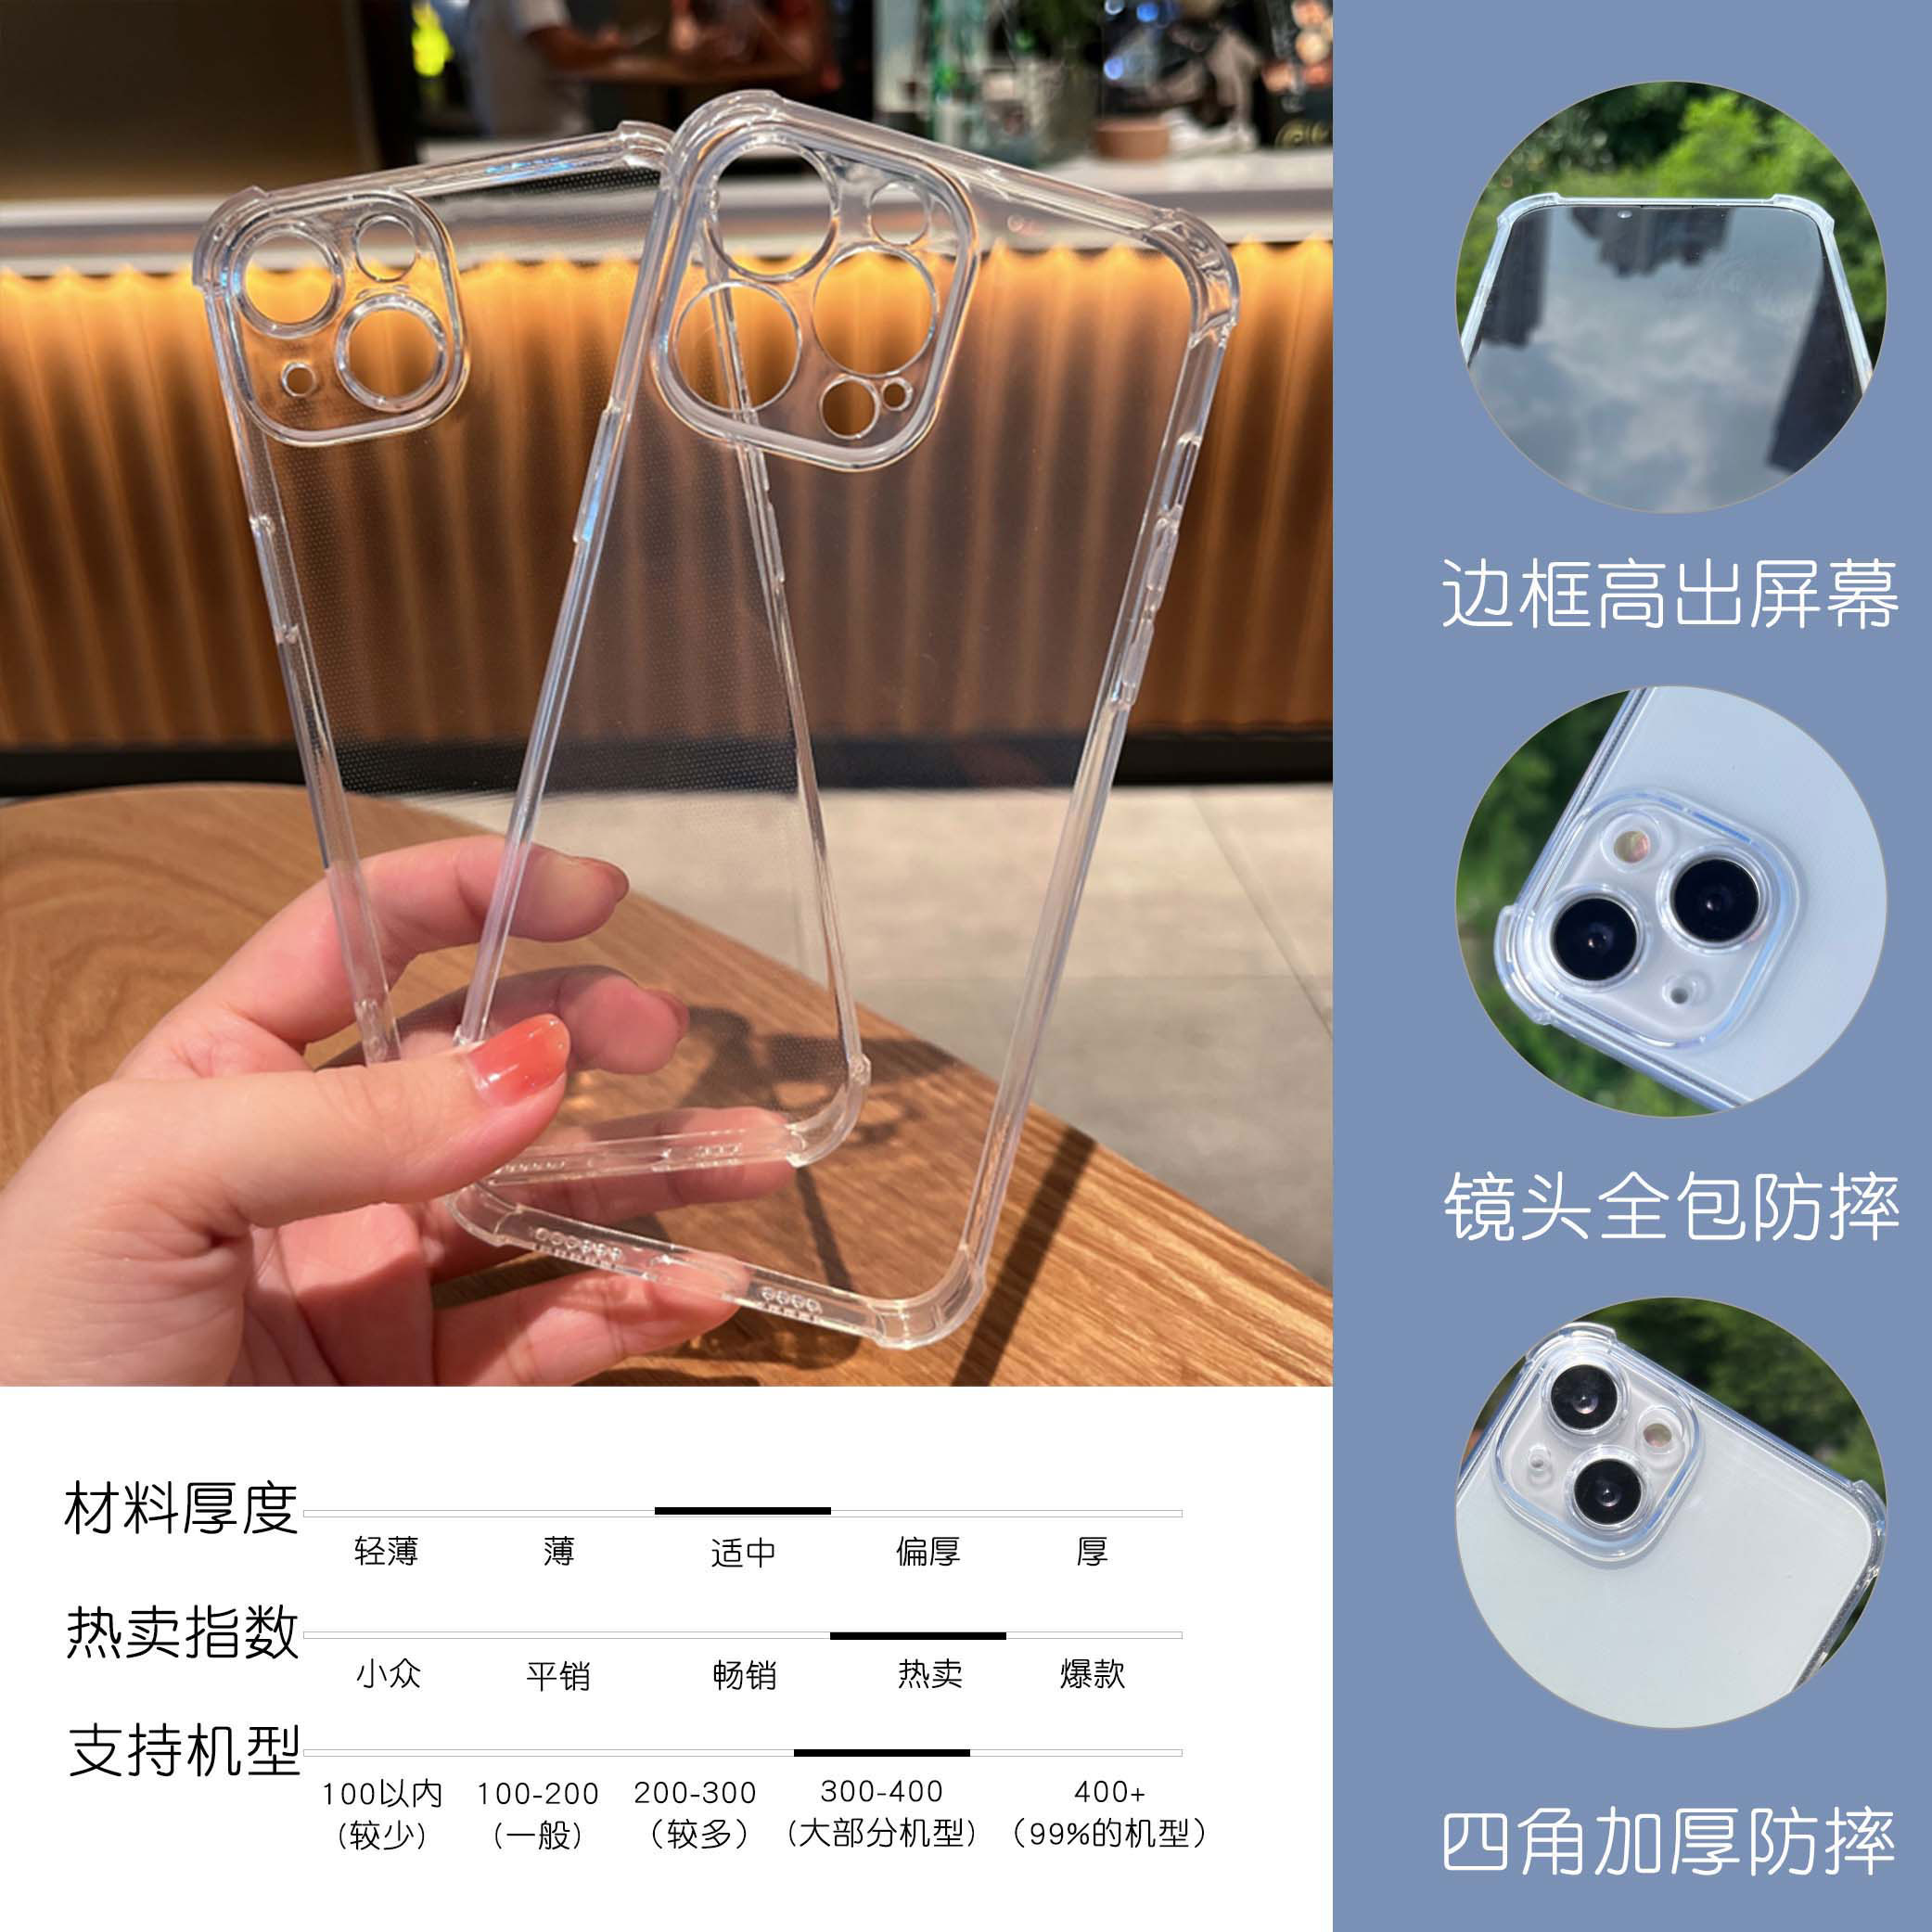 边框高出屏幕
镜头全包防摔
四角加厚防摔
材料厚度
轻薄 薄 适中 偏厚 厚
热卖指数
小众 平销 畅销 热卖 爆款
支持机型
100以内 100-200 200-300 300-400 400+
(较少) (一般) (较多) (大部分机型) (99%的机型)